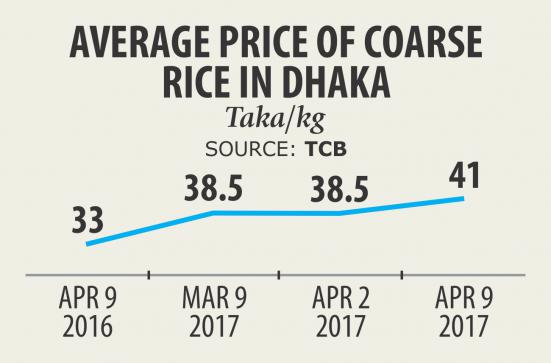 AVERAGE PRICE OF COARSE
RICE IN DHAKA
Taka/kg
SOURCE: TCB
33
38.5
38.5
41
APR 9
2016
MAR 9
2017
APR 2
2017
APR 9
2017